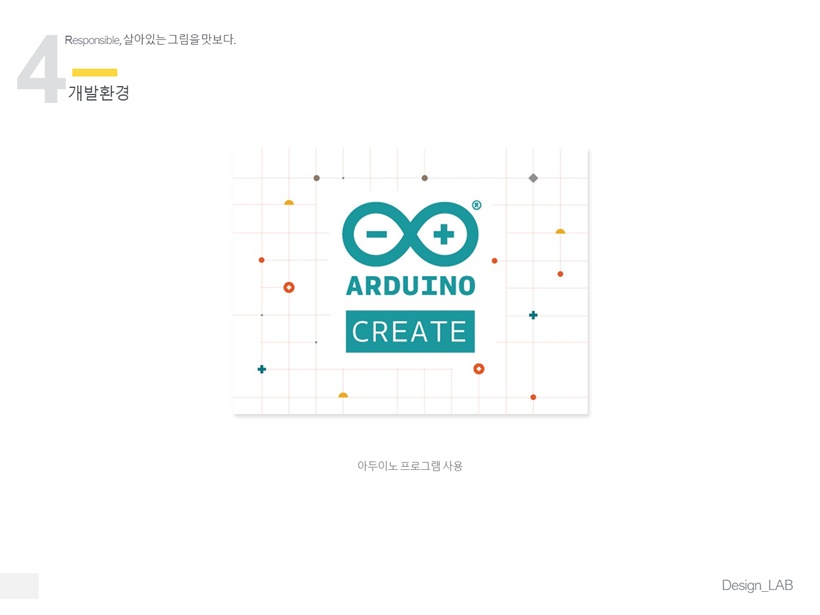 4
Responsible, 살아있는 그림을 맛보다.
개발환경
®
ARDUINO
CREATE
아두이노 프로그램 사용
Design_LAB